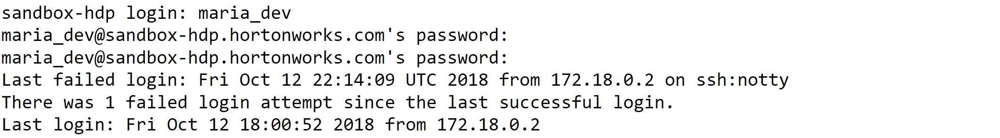 sandbox-hdp login: maria_dev
maria_dev@sandbox-hdp.hortonworks.com's password:
maria_dev@sandbox-hdp.hortonworks.com's password:
Last failed login: Fri Oct 12 22:14:09 UTC 2018 from 172.18.0.2 on ssh:notty
There was 1 failed login attempt since the last successful login.
Last login: Fri Oct 12 18:00:52 2018 from 172.18.0.2